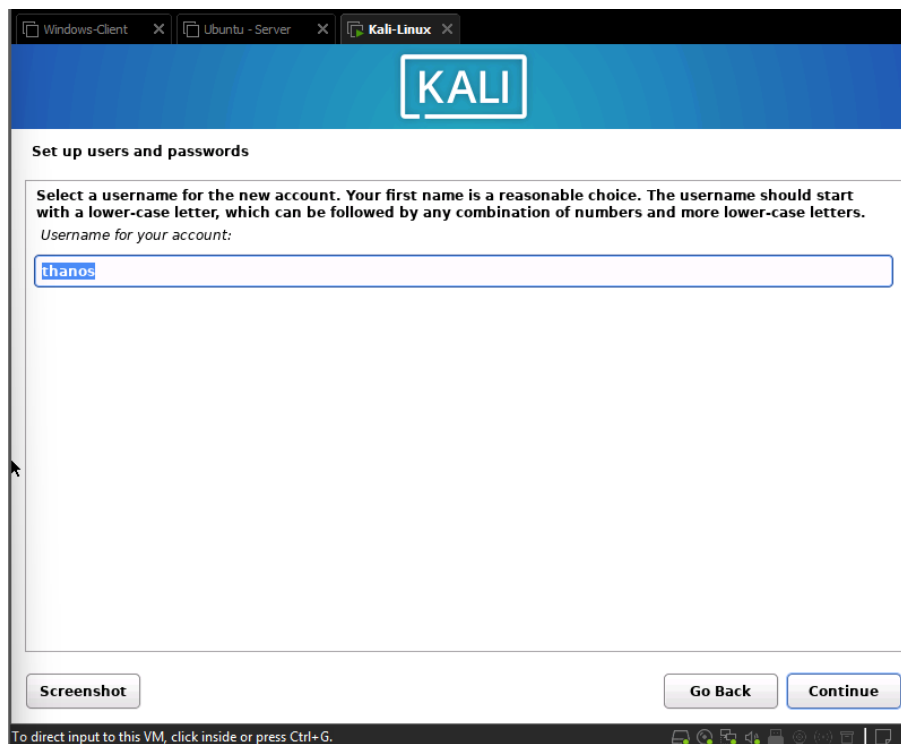 Windows-Client
Ubuntu - Server
Kali-Linux
KALI
Set up users and passwords
Select a username for the new account. Your first name is a reasonable choice. The username should start
with a lower-case letter, which can be followed by any combination of numbers and more lower-case letters.
Username for your account:
thanos
Screenshot
Go Back
Continue
To direct input to this VM, click inside or press Ctrl+G.